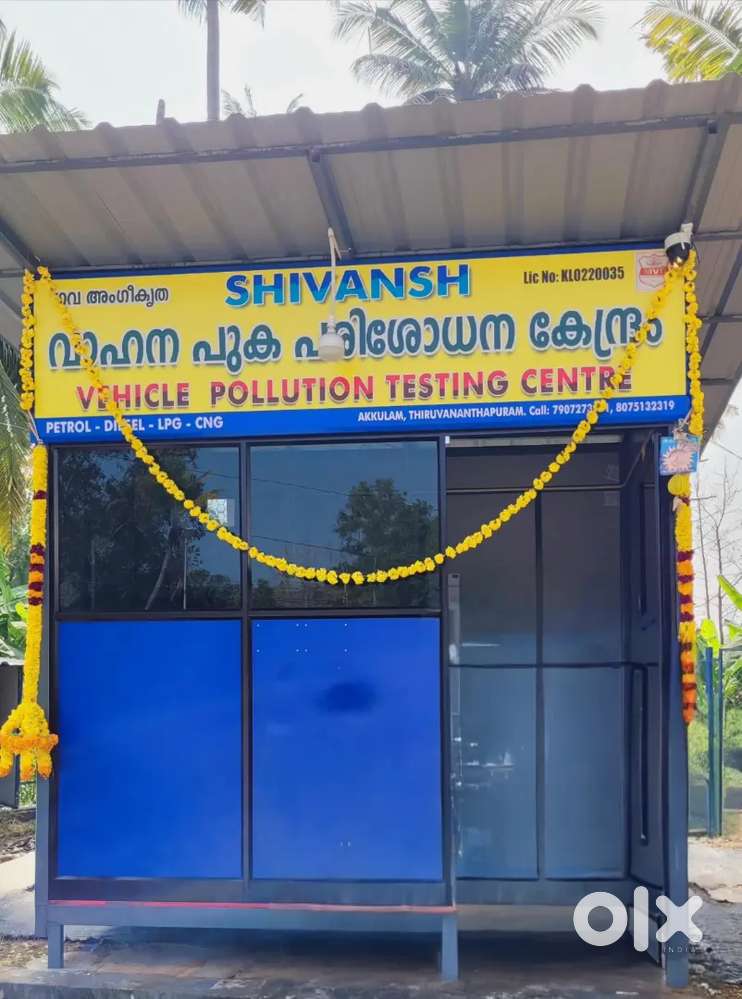 SHIVANSH
അംഗീകൃത
Lic No: KL0220035
വാഹന പുക പരിശോധന കേന്ദ്രം
VEHICLE POLLUTION TESTING CENTRE
PETROL - DIESEL - LPG - CNG
AKKULAM, THIRUVANANTHAPURAM. Call: 8075132319
olx
INDIA